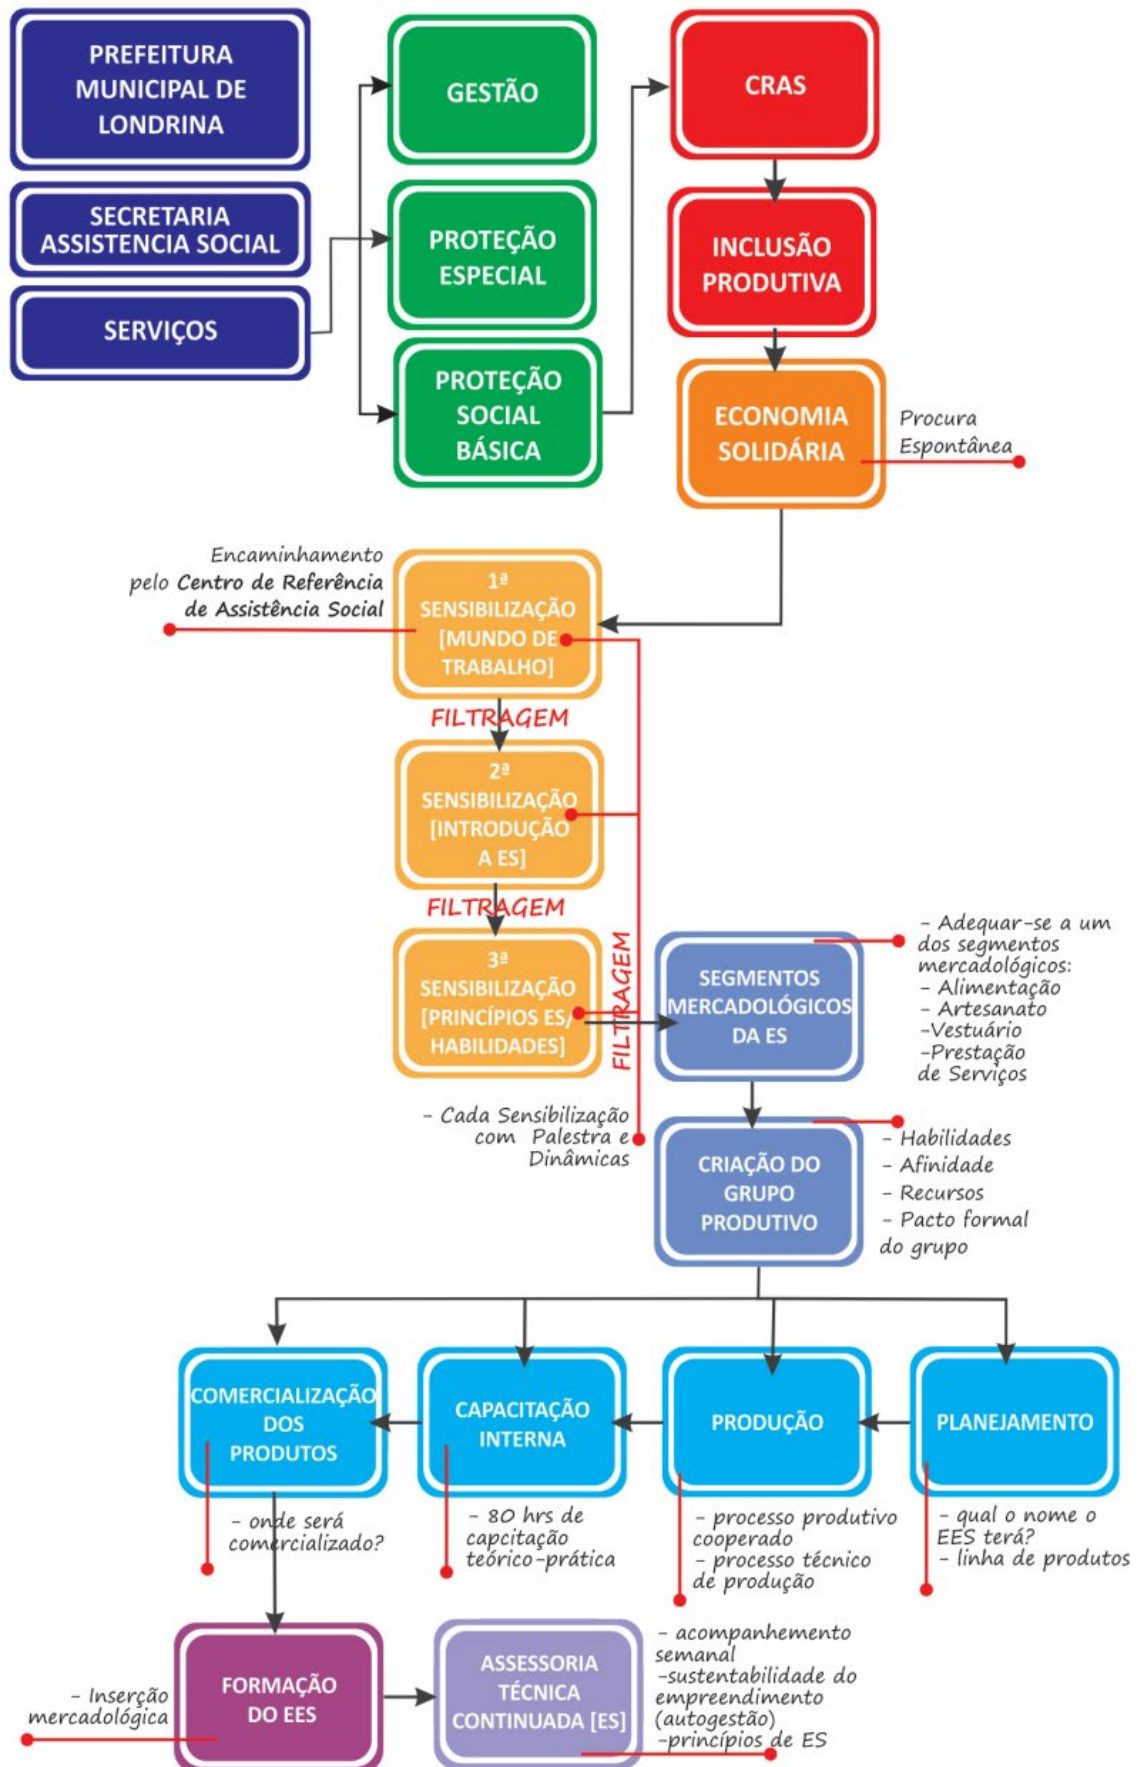 PREFEITURA
MUNICIPAL DE
LONDRINA
SECRETARIA
ASSISTENCIA SOCIAL
SERVIÇOS
GESTÃO
PROTEÇÃO
ESPECIAL
PROTEÇÃO
SOCIAL
BÁSICA
CRAS
INCLUSÃO
PRODUTIVA
ECONOMIA
SOLIDÁRIA
Procura
Espontânea
Encaminhamento
pelo Centro de Referência
de Assistência Social
1ª
SENSIBILIZAÇÃO
[MUNDO DE
TRABALHO]
FILTRAGEM
2ª
SENSIBILIZAÇÃO
[INTRODUÇÃO
A ES]
FILTRAGEM
3ª
SENSIBILIZAÇÃO
[PRINCÍPIOS ES/
HABILIDADES]
FILTRAGEM
- Cada Sensibilização
com Palestra e
Dinâmicas
SEGMENTOS
MERCADOLÓGICOS
DA ES
- Adequar-se a um
dos segmentos
mercadológicos:
- Alimentação
- Artesanato
-Vestuário
-Prestação
de Serviços
CRIAÇÃO DO
GRUPO
PRODUTIVO
- Habilidades
- Afinidade
- Recursos
- Pacto formal
do grupo
COMERCIALIZAÇÃO
DOS
PRODUTOS
- onde será
comercializado?
CAPACITAÇÃO
INTERNA
- 80 hrs de
capcitação
teórico-prática
PRODUÇÃO
- processo produtivo
cooperado
- processo técnico
de produção
PLANEJAMENTO
- qual o nome o
EES terá?
- linha de produtos
FORMAÇÃO
DO EES
- Inserção
mercadológica
ASSESSORIA
TÉCNICA
CONTINUADA [ES]
- acompanhemento
semanal
-sustentabilidade do
empreendimento
(autogestão)
-princípios de ES